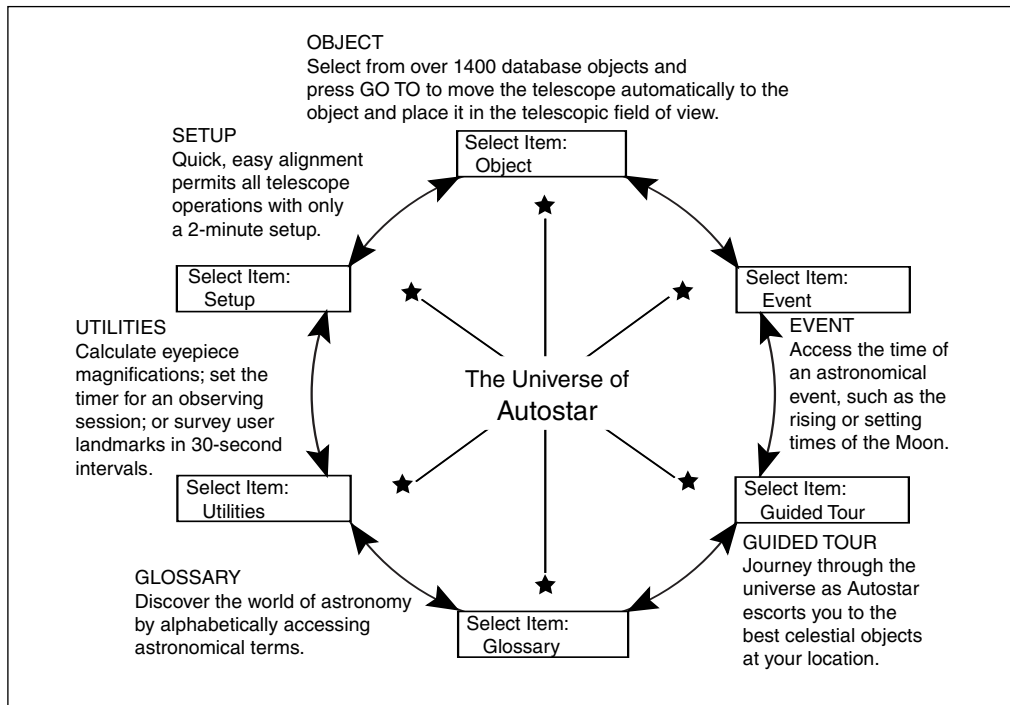 OBJECT
Select from over 1400 database objects and
press GO TO to move the telescope automatically to the
object and place it in the telescopic field of view.
SETUP
Quick, easy alignment
permits all telescope
operations with only
a 2-minute setup.
Select Item:
Object
Select Item:
Setup
Select Item:
Event
UTILITIES
Calculate eyepiece
magnifications; set the
timer for an observing
session; or survey user
landmarks in 30-second
intervals.
The Universe of
Autostar
EVENT
Access the time of
an astronomical
event, such as the
rising or setting
times of the Moon.
Select Item:
Utilities
Select Item:
Guided Tour
GLOSSARY
Discover the world of astronomy
by alphabetically accessing
astronomical terms.
Select Item:
Glossary
GUIDED TOUR
Journey through the
universe as Autostar
escorts you to the
best celestial objects
at your location.